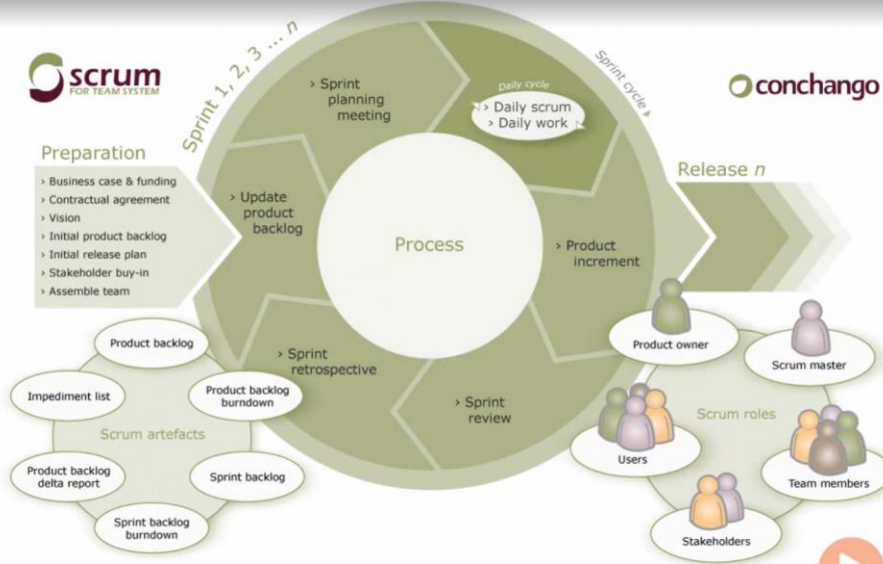 scrum
FOR TEAM SYSTEM
conchango
Sprint 1, 2, 3 ... n
Sprint cycle
Preparation
› Business case & funding
› Contractual agreement
› Vision
› Initial product backlog
› Initial release plan
› Stakeholder buy-in
› Assemble team
› Sprint
planning
meeting
Daily cycle
› Daily scrum
› Daily work
› Update
product
backlog
Process
› Product
increment
› Sprint
retrospective
› Sprint
review
Release n
Product backlog
Impediment list
Product backlog
burndown
Scrum artefacts
Product backlog
delta report
Sprint backlog
Sprint backlog
burndown
Product owner
Scrum master
Scrum roles
Users
Team members
Stakeholders